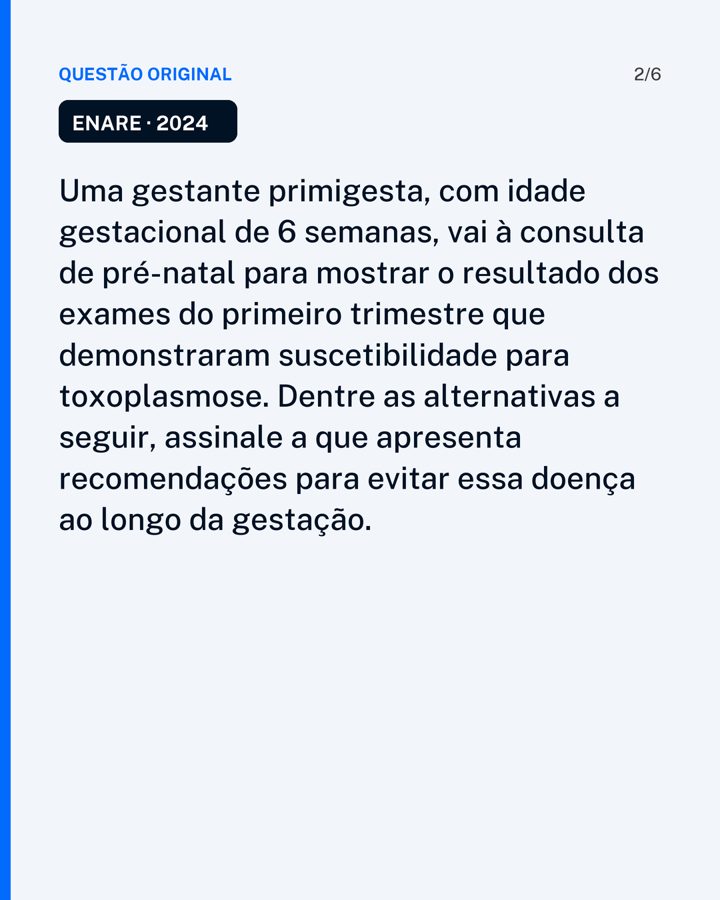 QUESTÃO ORIGINAL
2/6
ENARE · 2024
Uma gestante primigesta, com idade
gestacional de 6 semanas, vai à consulta
de pré-natal para mostrar o resultado dos
exames do primeiro trimestre que
demonstraram suscetibilidade para
toxoplasmose. Dentre as alternativas a
seguir, assinale a que apresenta
recomendações para evitar essa doença
ao longo da gestação.